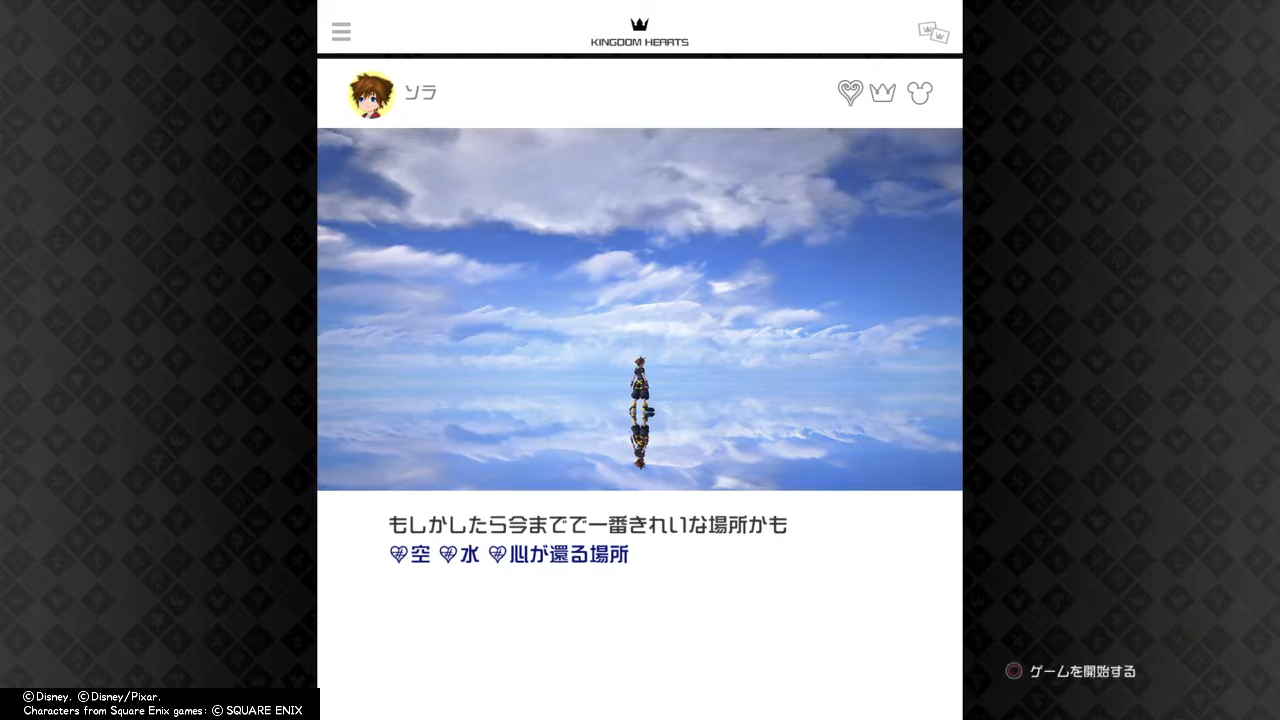 KINGDOM HEARTS
ソラ
もしかしたら今までで一番きれいな場所かも
空 水 心が還る場所
ゲームを開始する
©Disney. ©Disney/Pixar.
Characters from Square Enix games: © SQUARE ENIX